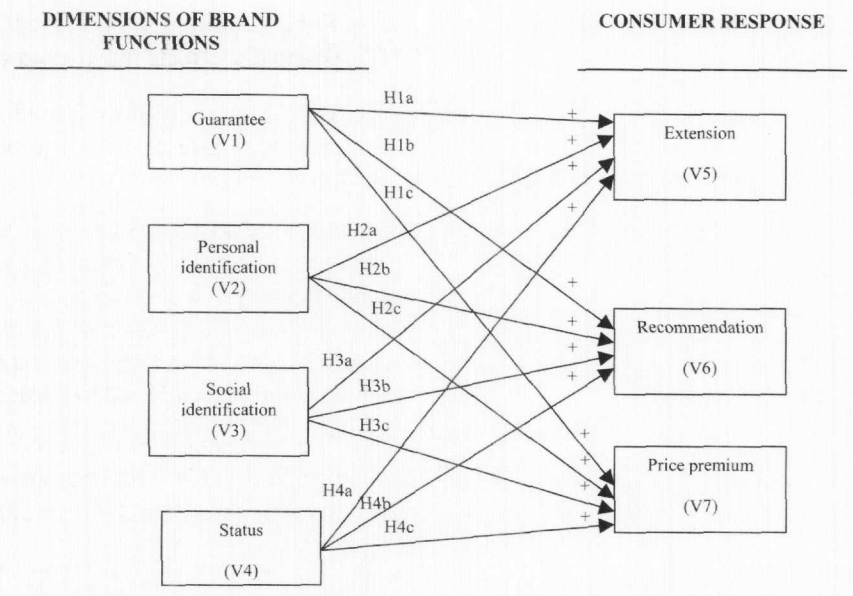 DIMENSIONS OF BRAND
FUNCTIONS
CONSUMER RESPONSE
Guarantee
(V1)
Personal
identification
(V2)
Social
identification
(V3)
Status
(V4)
H1a
H1b
H1c
H2a
H2b
H2c
H3a
H3b
H3c
H4a
H4b
H4c
+
+
+
+
+
+
+
+
+
+
+
+
Extension
(V5)
Recommendation
(V6)
Price premium
(V7)